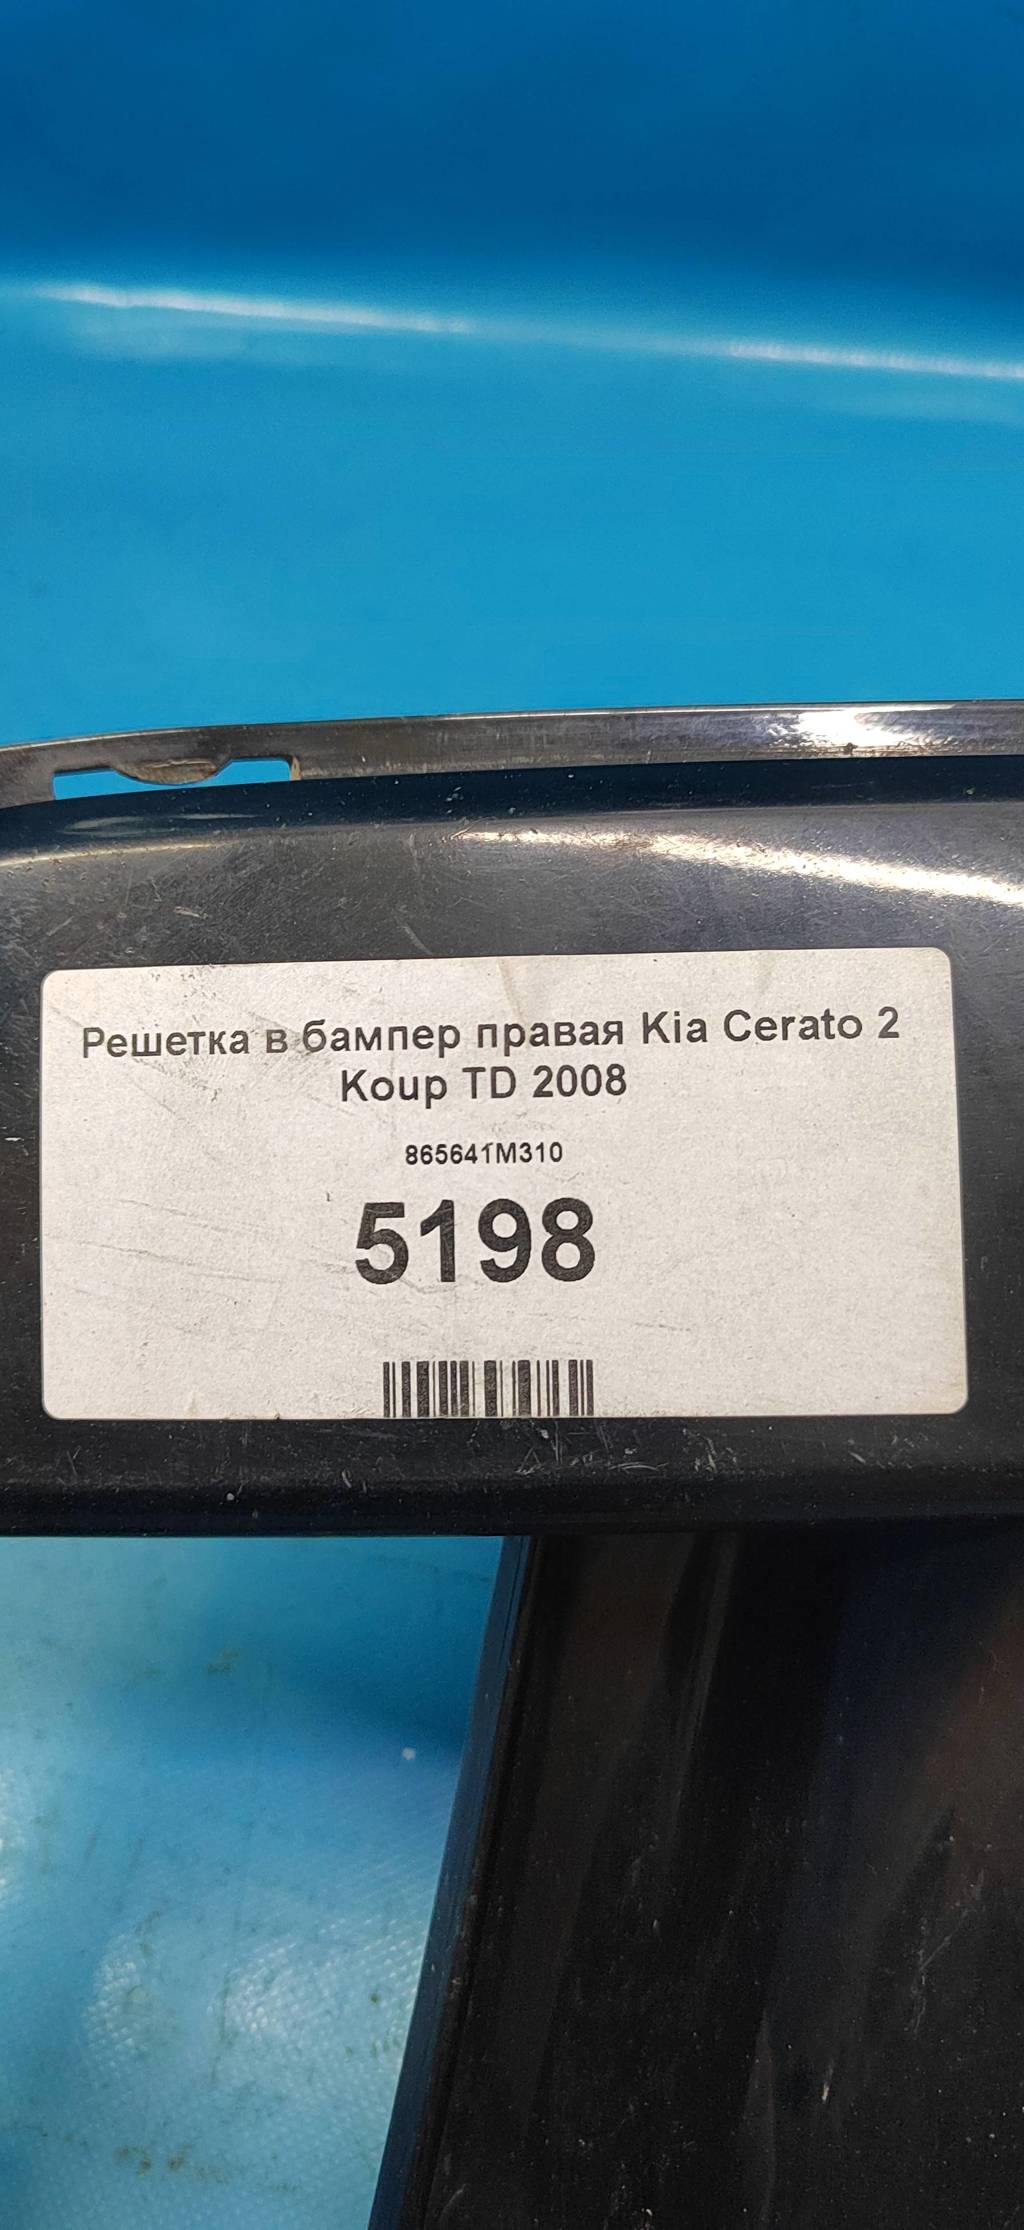 Решетка в бампер правая Kia Cerato 2
Koup TD 2008
865641M310
5198